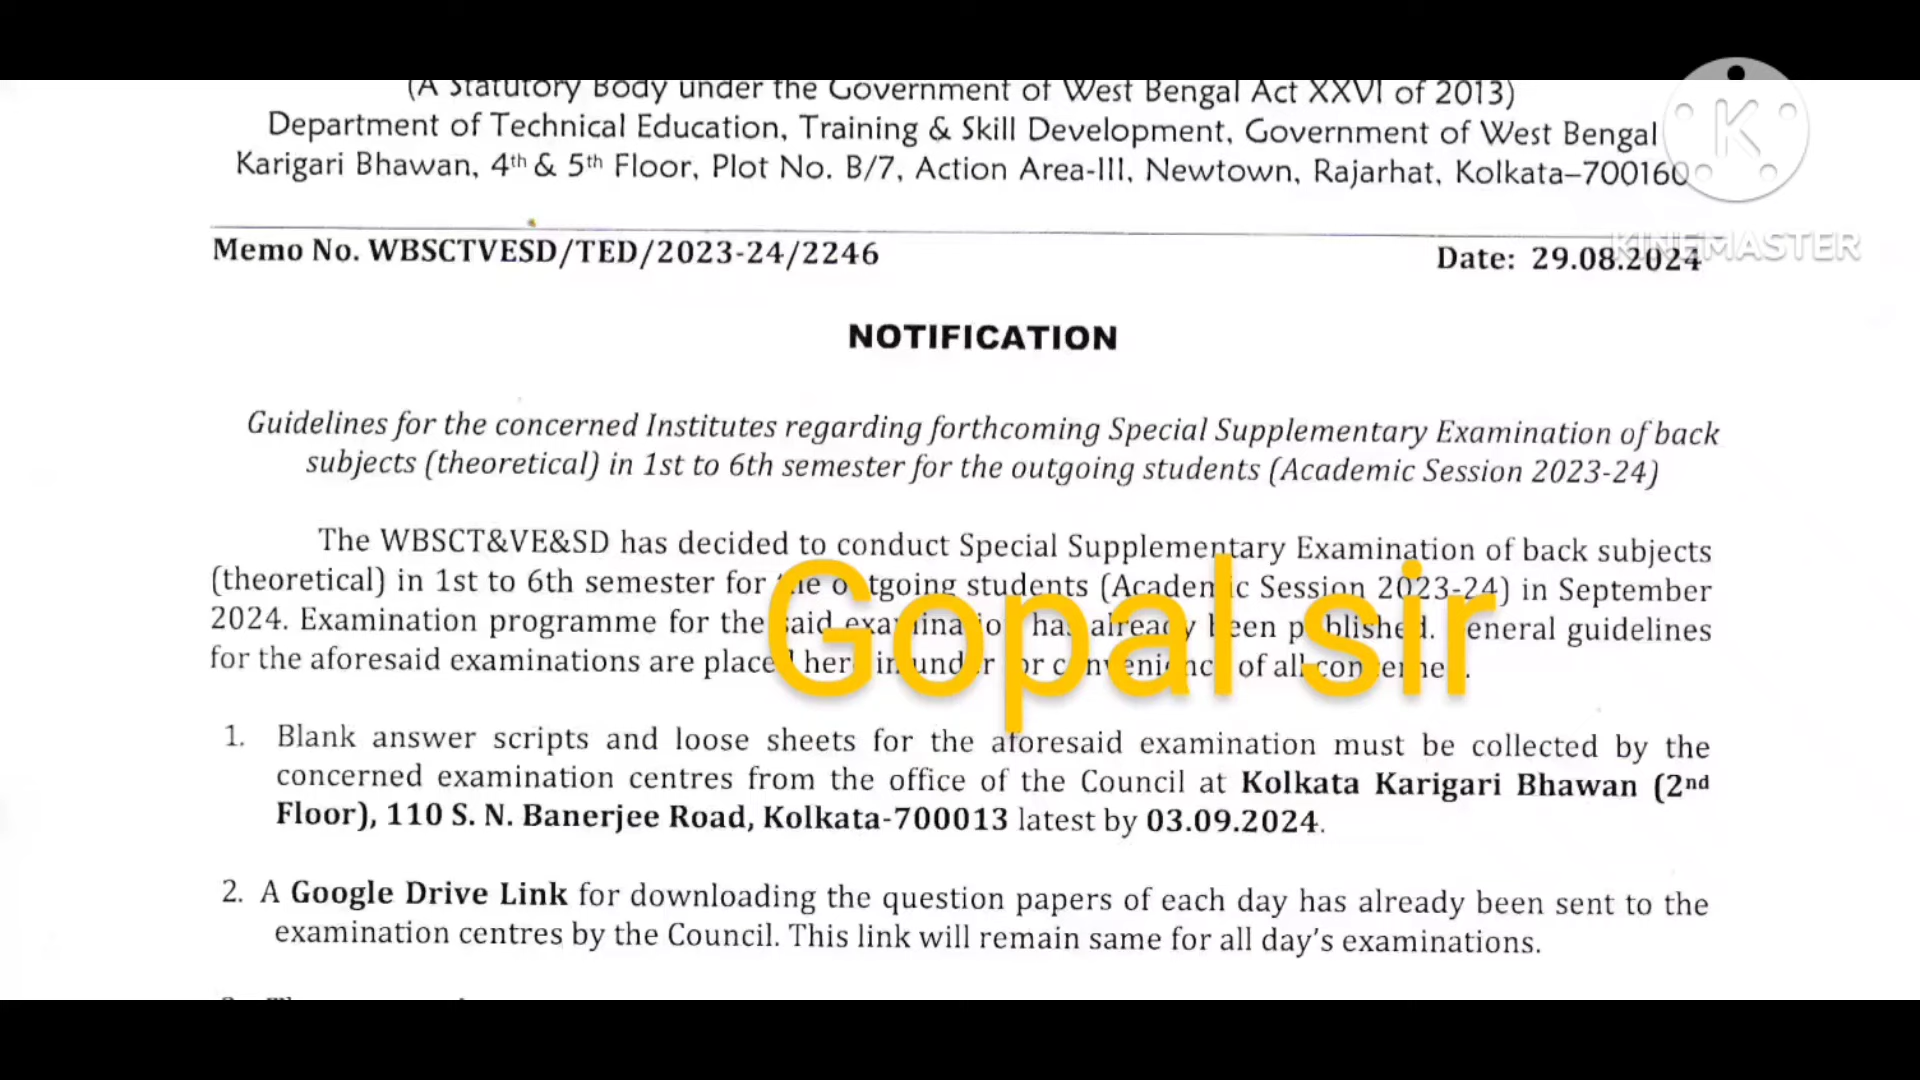 (A Statutory Body under the Government of West Bengal Act XXVI of 2013)
Department of Technical Education, Training & Skill Development, Government of West Bengal
Karigari Bhawan, 4th & 5th Floor, Plot No. B/7, Action Area-III, Newtown, Rajarhat, Kolkata–700160
K
KINEMASTER
Memo No. WBSCTVESD/TED/2023-24/2246 Date: 29.08.2024
NOTIFICATION
Guidelines for the concerned Institutes regarding forthcoming Special Supplementary Examination of back
subjects (theoretical) in 1st to 6th semester for the outgoing students (Academic Session 2023-24)
The WBSCT&VE&SD has decided to conduct Special Supplementary Examination of back subjects
(theoretical) in 1st to 6th semester for the outgoing students (Academic Session 2023-24) in September
2024. Examination programme for the said examination has already been published. General guidelines
for the aforesaid examinations are placed here in under for convenience of all concerned.
Gopal sir
1. Blank answer scripts and loose sheets for the aforesaid examination must be collected by the
concerned examination centres from the office of the Council at Kolkata Karigari Bhawan (2nd
Floor), 110 S. N. Banerjee Road, Kolkata-700013 latest by 03.09.2024.
2. A Google Drive Link for downloading the question papers of each day has already been sent to the
examination centres by the Council. This link will remain same for all day’s examinations.